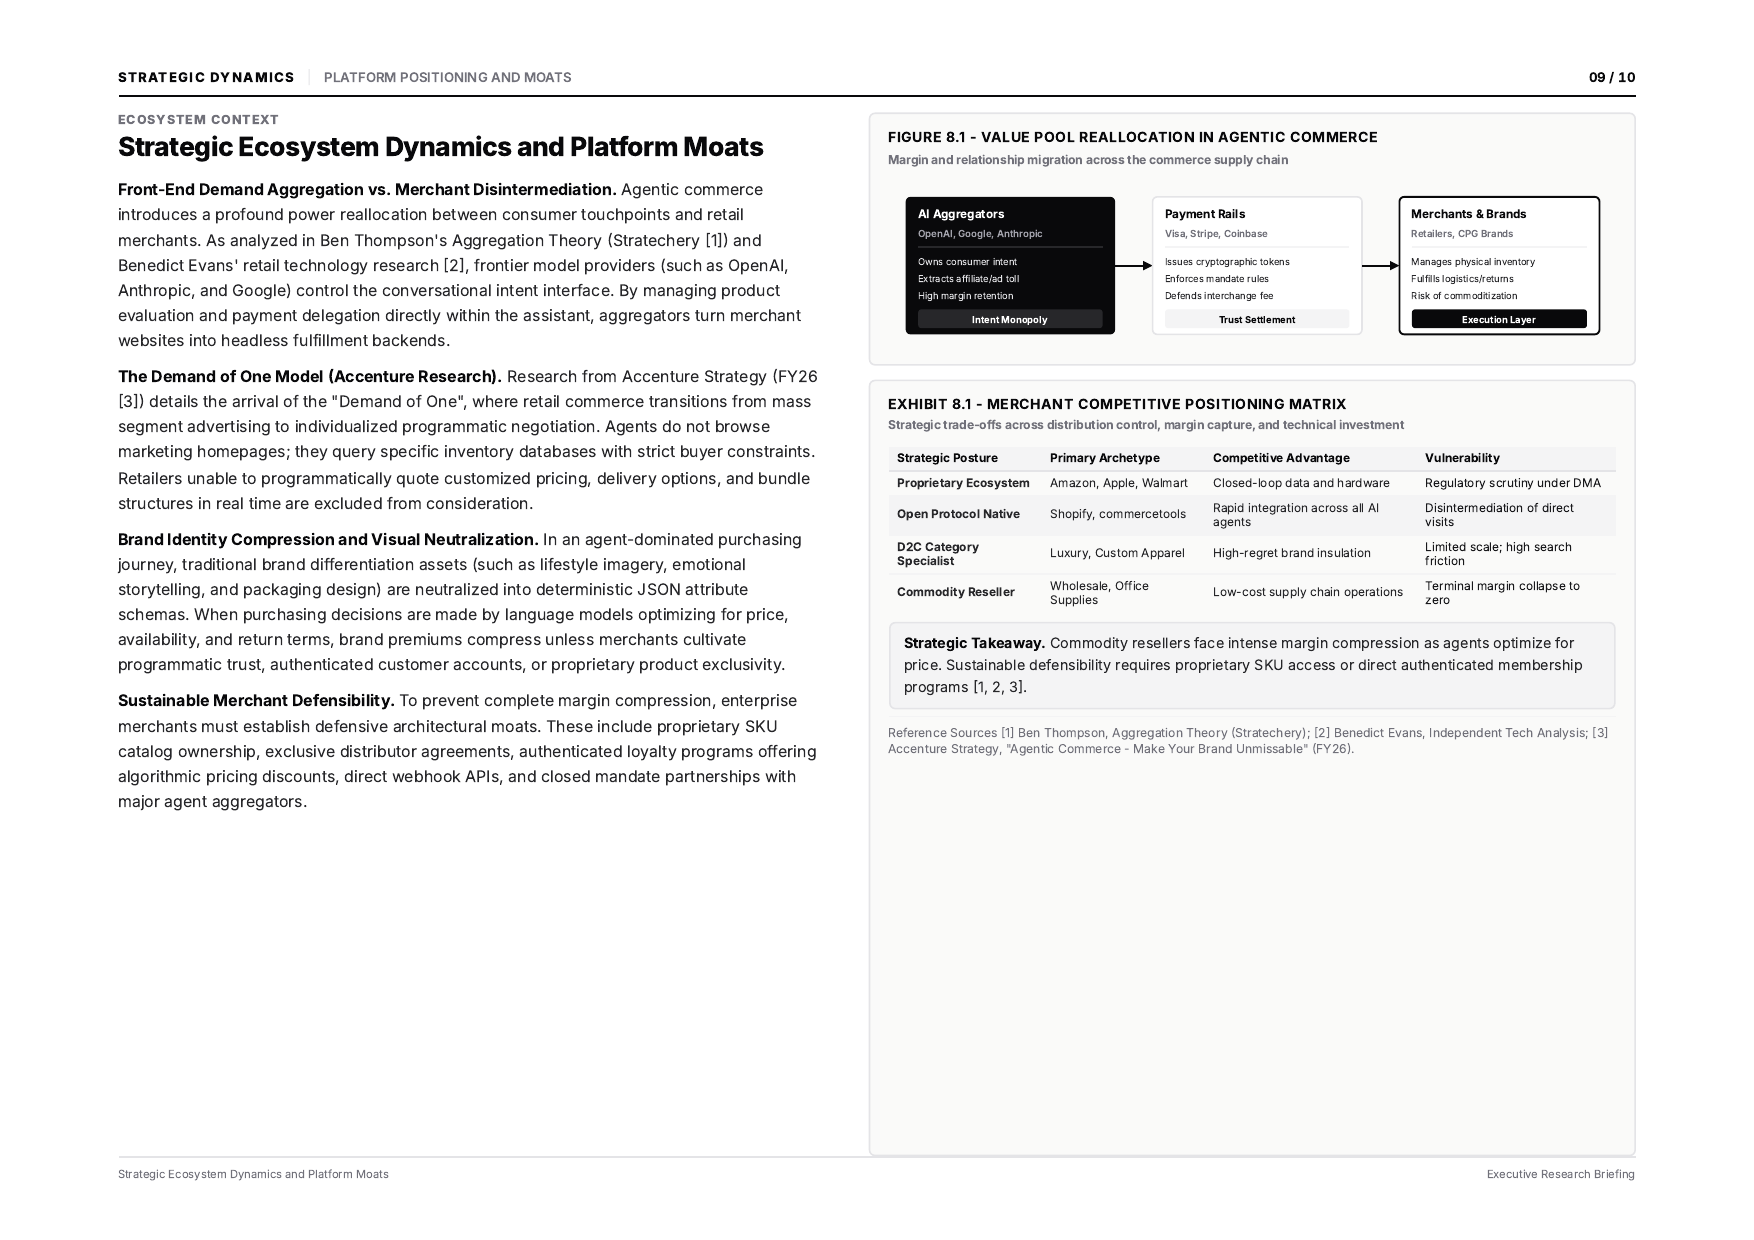 STRATEGIC DYNAMICS PLATFORM POSITIONING AND MOATS 09 / 10
ECOSYSTEM CONTEXT
Strategic Ecosystem Dynamics and Platform Moats
Front-End Demand Aggregation vs. Merchant Disintermediation. Agentic commerce
introduces a profound power reallocation between consumer touchpoints and retail
merchants. As analyzed in Ben Thompson's Aggregation Theory (Stratechery [1]) and
Benedict Evans' retail technology research [2], frontier model providers (such as OpenAI,
Anthropic, and Google) control the conversational intent interface. By managing product
evaluation and payment delegation directly within the assistant, aggregators turn merchant
websites into headless fulfillment backends.
The Demand of One Model (Accenture Research). Research from Accenture Strategy (FY26
[3]) details the arrival of the "Demand of One", where retail commerce transitions from mass
segment advertising to individualized programmatic negotiation. Agents do not browse
marketing homepages; they query specific inventory databases with strict buyer constraints.
Retailers unable to programmatically quote customized pricing, delivery options, and bundle
structures in real time are excluded from consideration.
Brand Identity Compression and Visual Neutralization. In an agent-dominated purchasing
journey, traditional brand differentiation assets (such as lifestyle imagery, emotional
storytelling, and packaging design) are neutralized into deterministic JSON attribute
schemas. When purchasing decisions are made by language models optimizing for price,
availability, and return terms, brand premiums compress unless merchants cultivate
programmatic trust, authenticated customer accounts, or proprietary product exclusivity.
Sustainable Merchant Defensibility. To prevent complete margin compression, enterprise
merchants must establish defensive architectural moats. These include proprietary SKU
catalog ownership, exclusive distributor agreements, authenticated loyalty programs offering
algorithmic pricing discounts, direct webhook APIs, and closed mandate partnerships with
major agent aggregators.
FIGURE 8.1 - VALUE POOL REALLOCATION IN AGENTIC COMMERCE
Margin and relationship migration across the commerce supply chain
AI Aggregators
OpenAI, Google, Anthropic
Owns consumer intent
Extracts affiliate/ad toll
High margin retention
Intent Monopoly
Payment Rails
Visa, Stripe, Coinbase
Issues cryptographic tokens
Enforces mandate rules
Defends interchange fee
Trust Settlement
Merchants & Brands
Retailers, CPG Brands
Manages physical inventory
Fulfills logistics/returns
Risk of commoditization
Execution Layer
EXHIBIT 8.1 - MERCHANT COMPETITIVE POSITIONING MATRIX
Strategic trade-offs across distribution control, margin capture, and technical investment
Strategic Posture Primary Archetype Competitive Advantage Vulnerability
Proprietary Ecosystem Amazon, Apple, Walmart Closed-loop data and hardware Regulatory scrutiny under DMA
Open Protocol Native Shopify, commercetools Rapid integration across all AI
agents Disintermediation of direct
visits
D2C Category
Specialist Luxury, Custom Apparel High-regret brand insulation Limited scale; high search
friction
Commodity Reseller Wholesale, Office
Supplies Low-cost supply chain operations Terminal margin collapse to
zero
Strategic Takeaway. Commodity resellers face intense margin compression as agents optimize for
price. Sustainable defensibility requires proprietary SKU access or direct authenticated membership
programs [1, 2, 3].
Reference Sources [1] Ben Thompson, Aggregation Theory (Stratechery); [2] Benedict Evans, Independent Tech Analysis; [3]
Accenture Strategy, "Agentic Commerce - Make Your Brand Unmissable" (FY26).
Strategic Ecosystem Dynamics and Platform Moats Executive Research Briefing